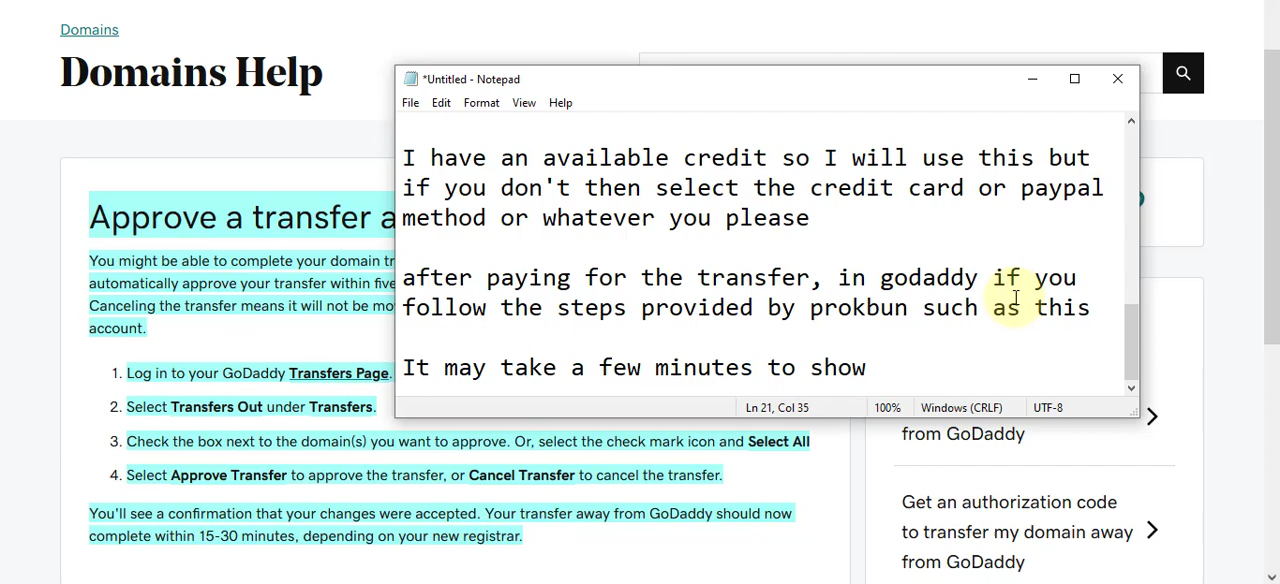 Domains
Domains Help
*Untitled - Notepad
File Edit Format View Help
I have an available credit so I will use this but
if you don't then select the credit card or paypal
method or whatever you please
after paying for the transfer, in godaddy if you
follow the steps provided by prokbun such as this
It may take a few minutes to show
Ln 21, Col 35 100% Windows (CRLF) UTF-8
Approve a transfer a
You might be able to complete your domain tr
automatically approve your transfer within five
Canceling the transfer means it will not be mo
account.
1. Log in to your GoDaddy Transfers Page.
2. Select Transfers Out under Transfers.
3. Check the box next to the domain(s) you want to approve. Or, select the check mark icon and Select All
4. Select Approve Transfer to approve the transfer, or Cancel Transfer to cancel the transfer.
You'll see a confirmation that your changes were accepted. Your transfer away from GoDaddy should now
complete within 15-30 minutes, depending on your new registrar.
from GoDaddy
Get an authorization code
to transfer my domain away
from GoDaddy